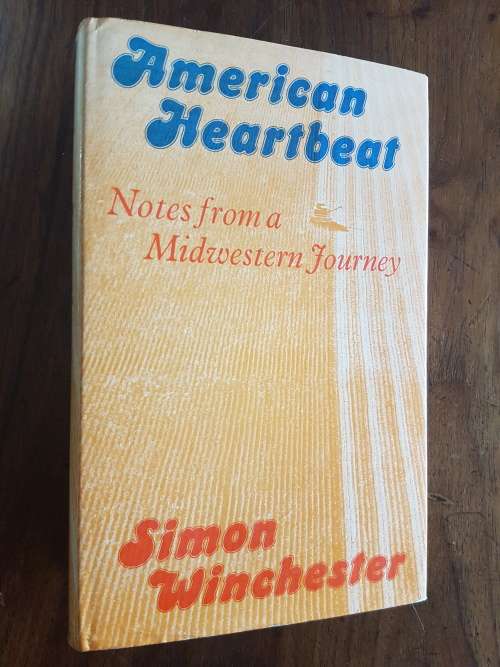 American
Heartbeat
Notes from a
Midwestern Journey
Simon
Winchester